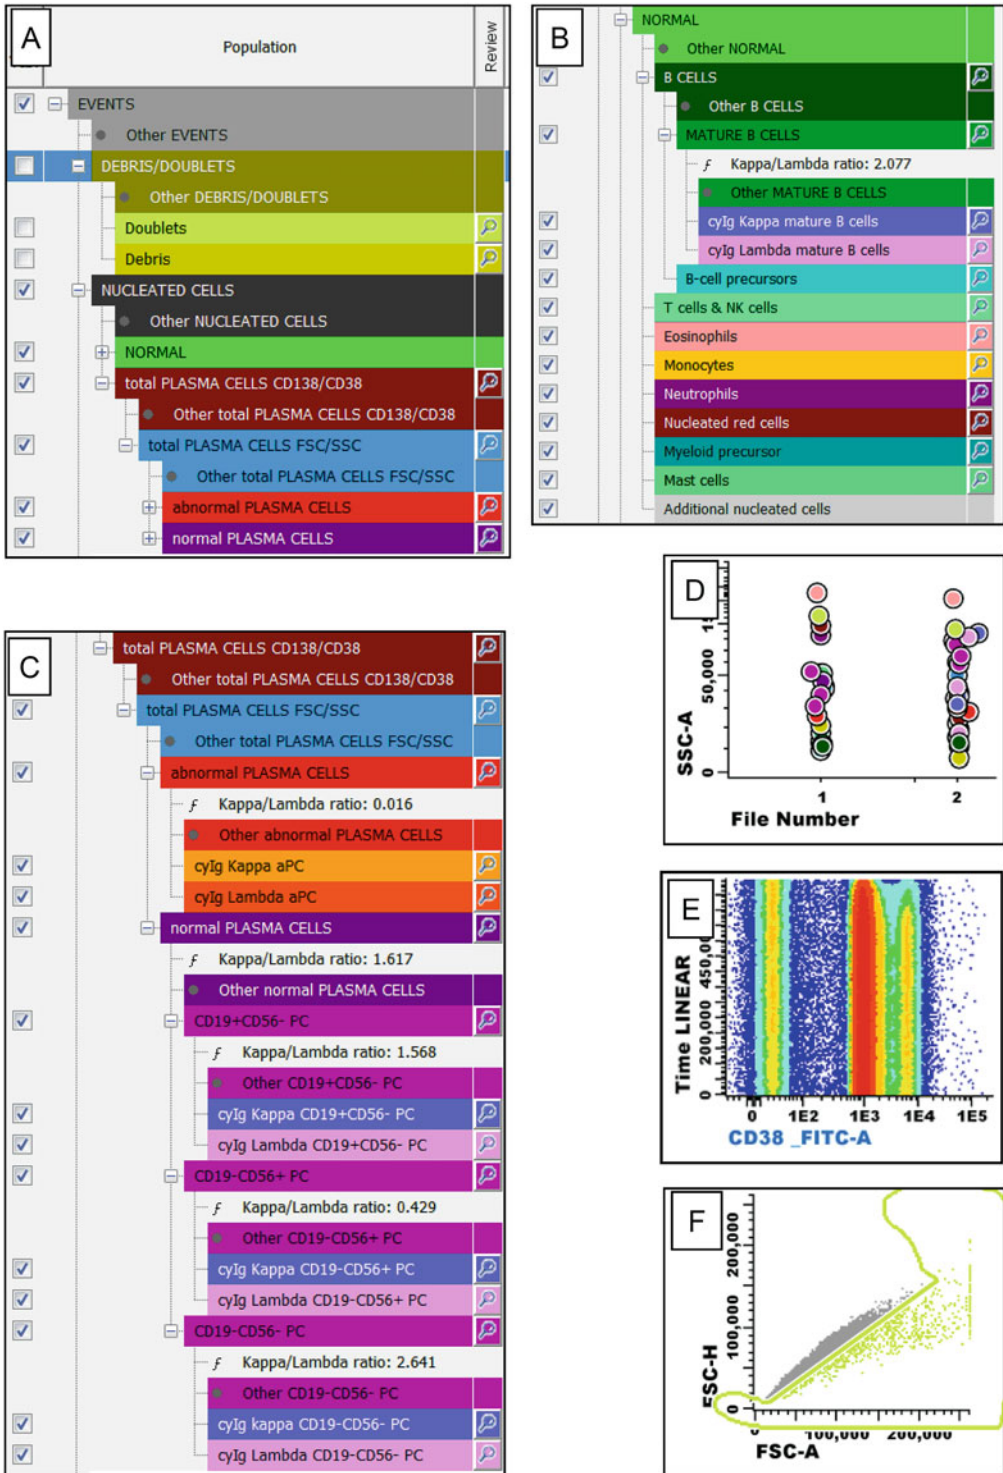 A
Population
Review
EVENTS
Other EVENTS
DEBRIS/DOUBLETS
Other DEBRIS/DOUBLETS
Doublets
Debris
NUCLEATED CELLS
Other NUCLEATED CELLS
NORMAL
total PLASMA CELLS CD138/CD38
Other total PLASMA CELLS CD138/CD38
total PLASMA CELLS FSC/SSC
Other total PLASMA CELLS FSC/SSC
abnormal PLASMA CELLS
normal PLASMA CELLS
B
NORMAL
Other NORMAL
B CELLS
Other B CELLS
MATURE B CELLS
ƒ Kappa/Lambda ratio: 2.077
Other MATURE B CELLS
cyIg Kappa mature B cells
cyIg Lambda mature B cells
B-cell precursors
T cells & NK cells
Eosinophils
Monocytes
Neutrophils
Nucleated red cells
Myeloid precursor
Mast cells
Additional nucleated cells
C
total PLASMA CELLS CD138/CD38
Other total PLASMA CELLS CD138/CD38
total PLASMA CELLS FSC/SSC
Other total PLASMA CELLS FSC/SSC
abnormal PLASMA CELLS
ƒ Kappa/Lambda ratio: 0.016
Other abnormal PLASMA CELLS
cyIg Kappa aPC
cyIg Lambda aPC
normal PLASMA CELLS
ƒ Kappa/Lambda ratio: 1.617
Other normal PLASMA CELLS
CD19+CD56- PC
ƒ Kappa/Lambda ratio: 1.568
Other CD19+CD56- PC
cyIg Kappa CD19+CD56- PC
cyIg Lambda CD19+CD56- PC
CD19-CD56+ PC
ƒ Kappa/Lambda ratio: 0.429
Other CD19-CD56+ PC
cyIg Kappa CD19-CD56+ PC
cyIg Lambda CD19-CD56+ PC
CD19-CD56- PC
ƒ Kappa/Lambda ratio: 2.641
Other CD19-CD56- PC
cyIg kappa CD19-CD56- PC
cyIg Lambda CD19-CD56- PC
D
SSC-A
0 50,000
1 2
File Number
E
Time LINEAR
0 200,000
0 1E2 1E3 1E4 1E5
CD38 _FITC-A
F
FSC-H
0 100,000 200,000
100,000 200,000
FSC-A